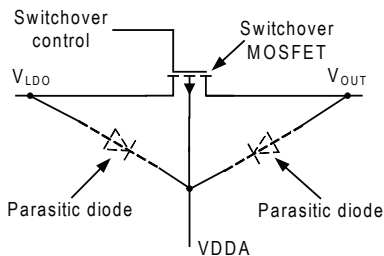 Switchover
control
Switchover
MOSFET
VLDO
VOUT
Parasitic diode
Parasitic diode
VDDA